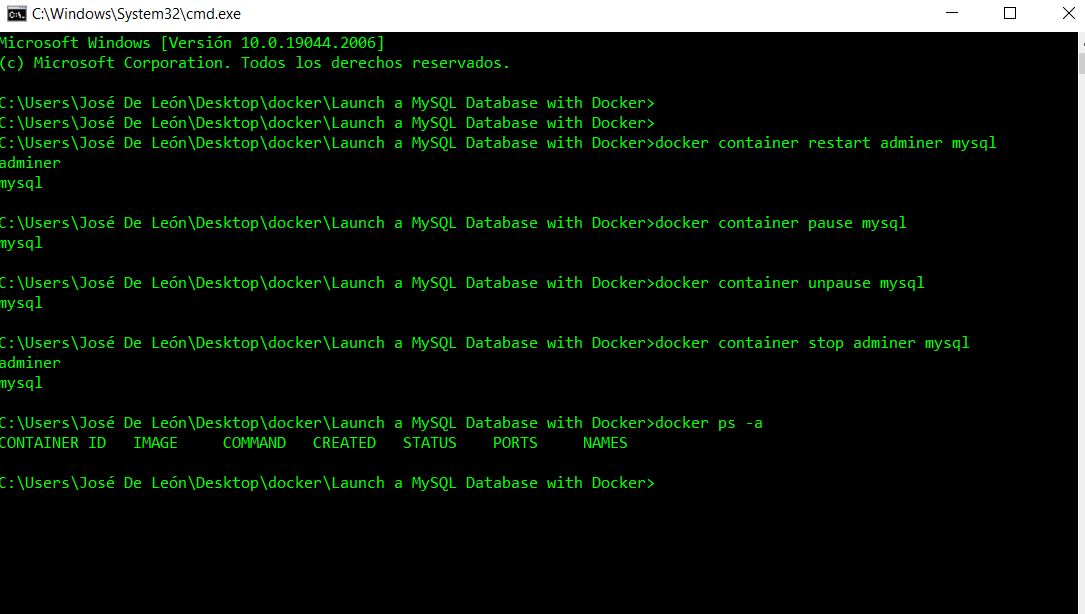 C:\Windows\System32\cmd.exe
Microsoft Windows [Versión 10.0.19044.2006]
(c) Microsoft Corporation. Todos los derechos reservados.
C:\Users\José De León\Desktop\docker\Launch a MySQL Database with Docker>
C:\Users\José De León\Desktop\docker\Launch a MySQL Database with Docker>
C:\Users\José De León\Desktop\docker\Launch a MySQL Database with Docker>docker container restart adminer mysql
adminer
mysql
C:\Users\José De León\Desktop\docker\Launch a MySQL Database with Docker>docker container pause mysql
mysql
C:\Users\José De León\Desktop\docker\Launch a MySQL Database with Docker>docker container unpause mysql
mysql
C:\Users\José De León\Desktop\docker\Launch a MySQL Database with Docker>docker container stop adminer mysql
adminer
mysql
C:\Users\José De León\Desktop\docker\Launch a MySQL Database with Docker>docker ps -a
CONTAINER ID   IMAGE     COMMAND   CREATED   STATUS    PORTS     NAMES
C:\Users\José De León\Desktop\docker\Launch a MySQL Database with Docker>